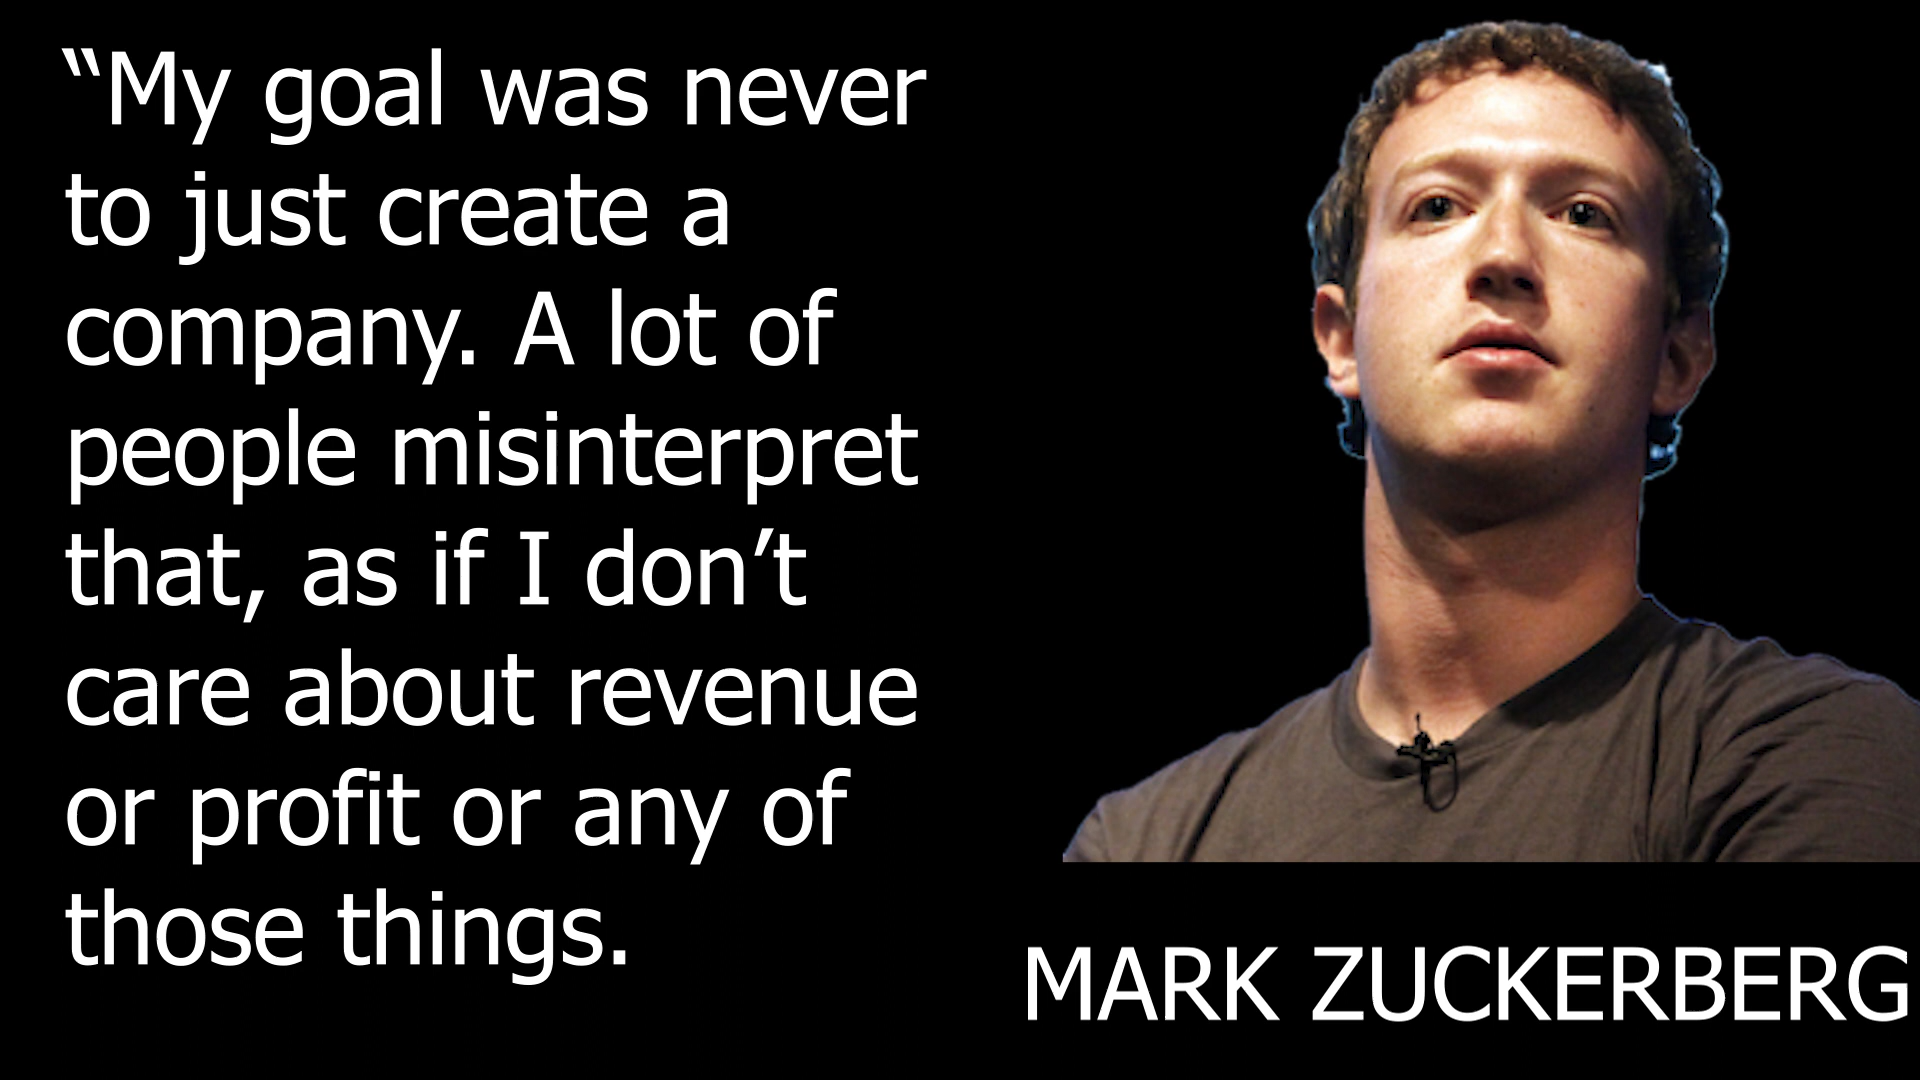 “My goal was never
to just create a
company. A lot of
people misinterpret
that, as if I don’t
care about revenue
or profit or any of
those things.
MARK ZUCKERBERG